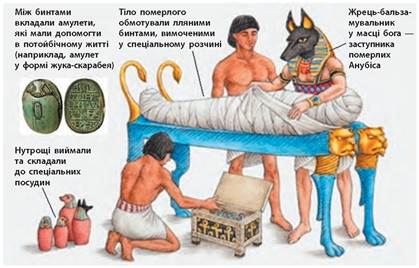 Між бинтами
вкладали амулети,
які мали допомогти
в потойбічному житті
(наприклад, амулет
у формі жука-скарабея)
Тіло померлого
обмотували лляними
бинтами, вимоченими
у спеціальному розчині
Жрець-бальза-
мувальник
у масці бога —
заступника
померлих
Анубіса
Нутрощі виймали
та складали
до спеціальних
посудин